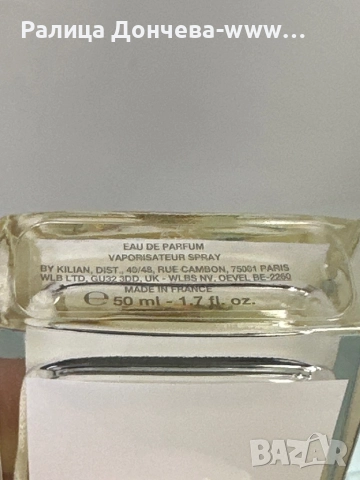 Ралица Дончева-www...
EAU DE PARFUM
VAPORISATEUR SPRAY
BY KILIAN, DIST., 40/48, RUE CAMBON, 75001 PARIS
WLB LTD, GU32 3DD, UK - WLBS NV, OEVEL BE-2260
MADE IN FRANCE
℮ 50 ml - 1.7 fl. oz.
BAZAR